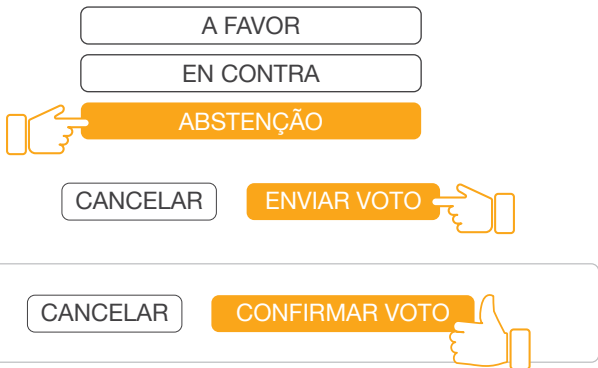 A FAVOR
EN CONTRA
ABSTENÇÃO
CANCELAR ENVIAR VOTO
CANCELAR CONFIRMAR VOTO